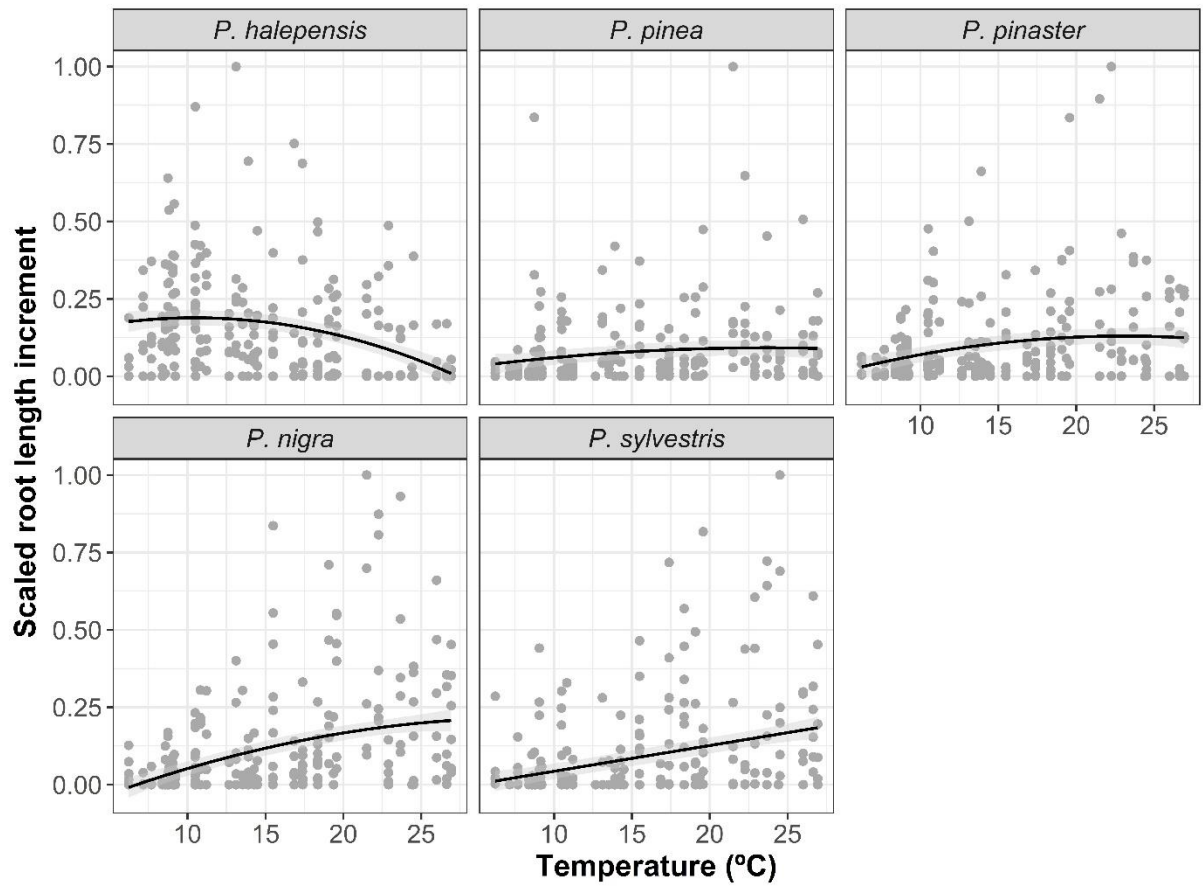 P. halepensis
P. pinea
P. pinaster
1.00
0.75
0.50
0.25
0.00
10 15 20 25
P. nigra
P. sylvestris
1.00
0.75
0.50
0.25
0.00
10 15 20 25
10 15 20 25
Scaled root length increment
Temperature (ºC)